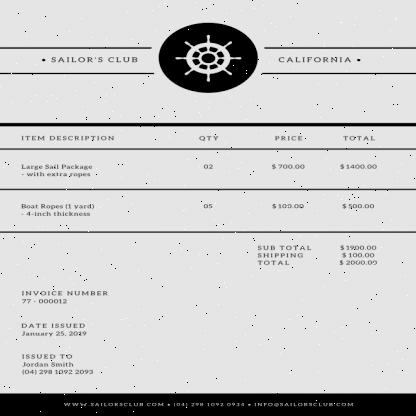 • SAILOR'S CLUB
CALIFORNIA •
ITEM DESCRIPTION QTY PRICE TOTAL
Large Sail Package 02 $ 700.00 $ 1400.00
- with extra ropes
Boat Ropes (1 yard) 05 $ 100.00 $ 500.00
- 4-inch thickness
SUB TOTAL $ 1900.00
SHIPPING $ 100.00
TOTAL $ 2000.00
INVOICE NUMBER
77 - 000012
DATE ISSUED
January 25, 2019
ISSUED TO
Jordan Smith
(04) 298 1092 2093
WWW.SAILORSCLUB.COM • (04) 298 1092 0934 • INFO@SAILORSCLUB.COM